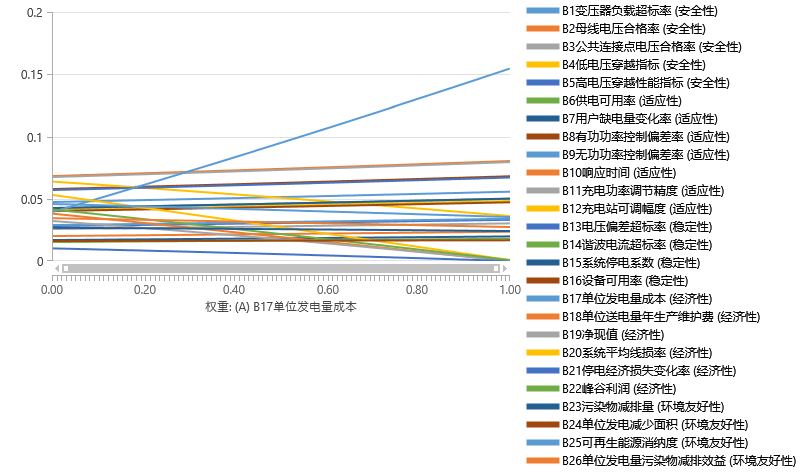 0.2
0.15
0.1
0.05
0
0.00
0.20
0.40
0.60
0.80
1.00
权重: (A) B17单位发电量成本
B1变压器负载超标率 (安全性)
B2母线电压合格率 (安全性)
B3公共连接点电压合格率 (安全性)
B4低电压穿越指标 (安全性)
B5高电压穿越性能指标 (安全性)
B6供电可用率 (适应性)
B7用户缺电量变化率 (适应性)
B8有功功率控制偏差率 (适应性)
B9无功功率控制偏差率 (适应性)
B10响应时间 (适应性)
B11充电功率调节精度 (适应性)
B12充电站可调幅度 (适应性)
B13电压偏差超标率 (稳定性)
B14谐波电流超标率 (稳定性)
B15系统停电系数 (稳定性)
B16设备可用率 (稳定性)
B17单位发电量成本 (经济性)
B18单位送电量年生产维护费 (经济性)
B19净现值 (经济性)
B20系统平均线损率 (经济性)
B21停电经济损失变化率 (经济性)
B22峰谷利润 (经济性)
B23污染物减排量 (环境友好性)
B24单位发电减少面积 (环境友好性)
B25可再生能源消纳度 (环境友好性)
B26单位发电量污染物减排效益 (环境友好性)